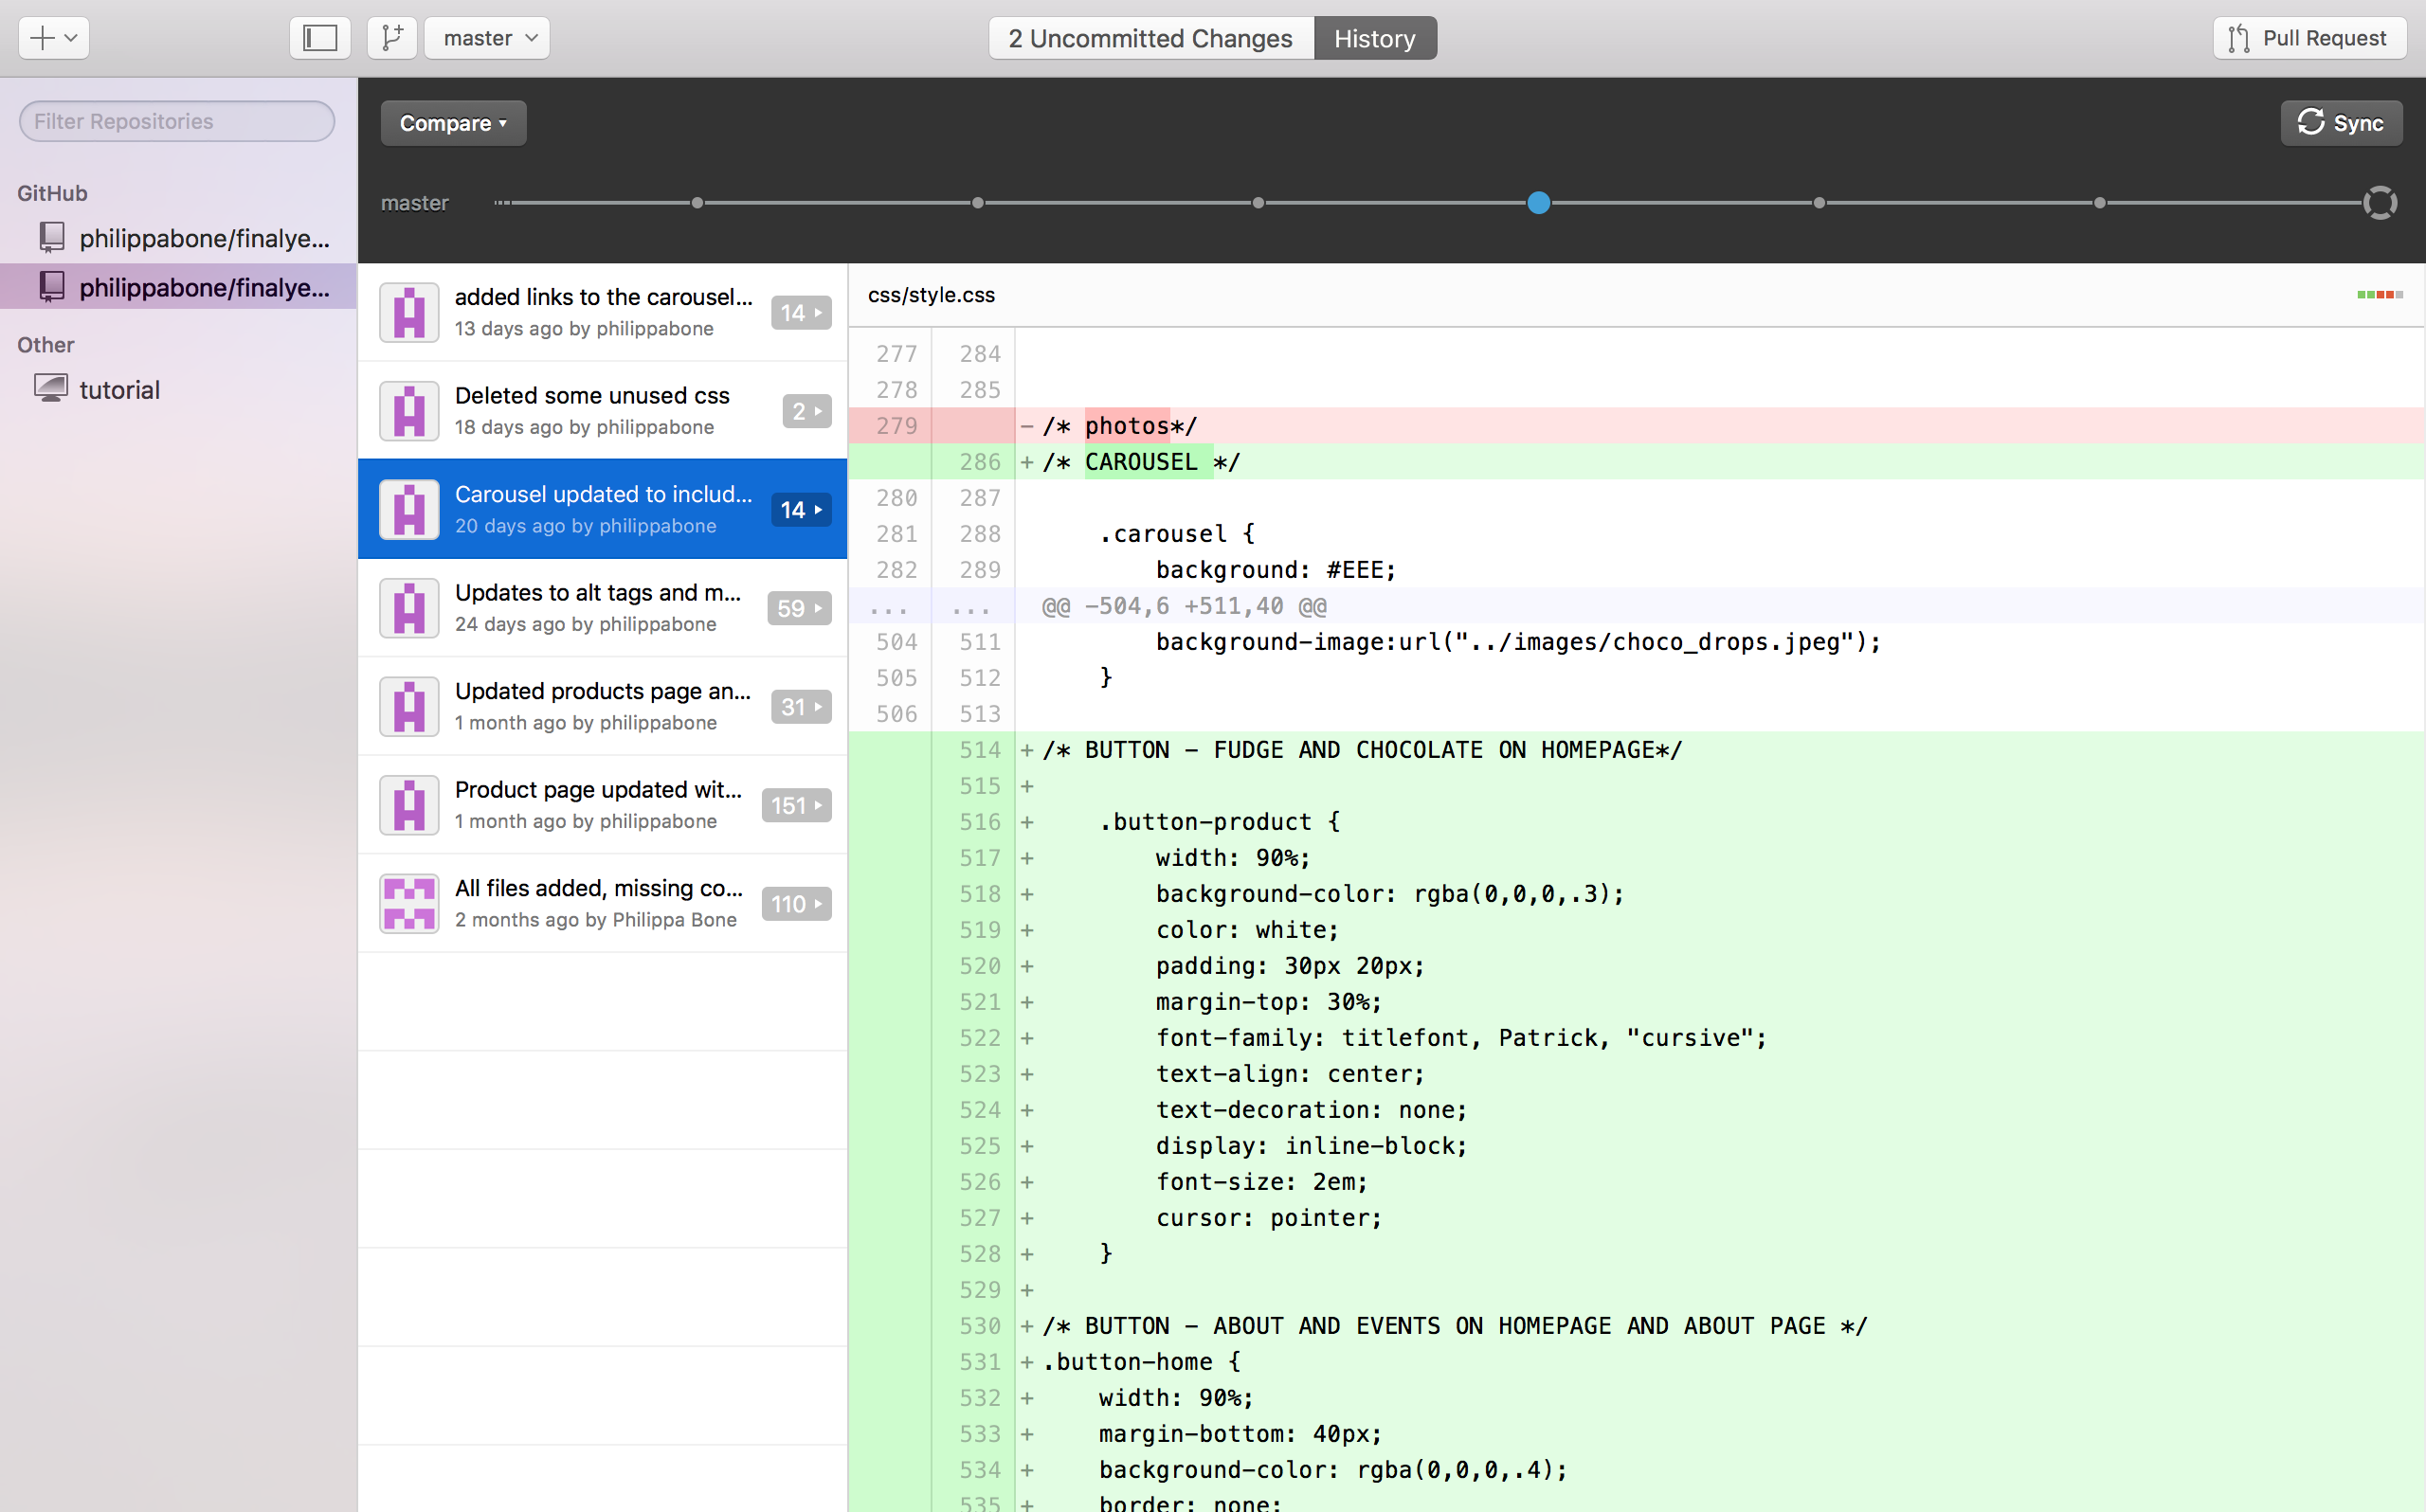 master
2 Uncommitted Changes
History
Pull Request
Filter Repositories
GitHub
philippabone/finalye...
philippabone/finalye...
Other
tutorial
Compare
Sync
master
added links to the carousel...
13 days ago by philippabone
14
Deleted some unused css
18 days ago by philippabone
2
Carousel updated to includ...
20 days ago by philippabone
14
Updates to alt tags and m...
24 days ago by philippabone
59
Updated products page an...
1 month ago by philippabone
31
Product page updated wit...
1 month ago by philippabone
151
All files added, missing co...
2 months ago by Philippa Bone
110
css/style.css
277 284
278 285
279 - /* photos*/
286 + /* CAROUSEL */
280 287
281 288 .carousel {
282 289 background: #EEE;
... ... @@ -504,6 +511,40 @@
504 511 background-image:url("../images/choco_drops.jpeg");
505 512 }
506 513
514 + /* BUTTON - FUDGE AND CHOCOLATE ON HOMEPAGE*/
515 +
516 + .button-product {
517 + width: 90%;
518 + background-color: rgba(0,0,0,.3);
519 + color: white;
520 + padding: 30px 20px;
521 + margin-top: 30%;
522 + font-family: titlefont, Patrick, "cursive";
523 + text-align: center;
524 + text-decoration: none;
525 + display: inline-block;
526 + font-size: 2em;
527 + cursor: pointer;
528 + }
529 +
530 + /* BUTTON - ABOUT AND EVENTS ON HOMEPAGE AND ABOUT PAGE */
531 + .button-home {
532 + width: 90%;
533 + margin-bottom: 40px;
534 + background-color: rgba(0,0,0,.4);
535 + border: none;